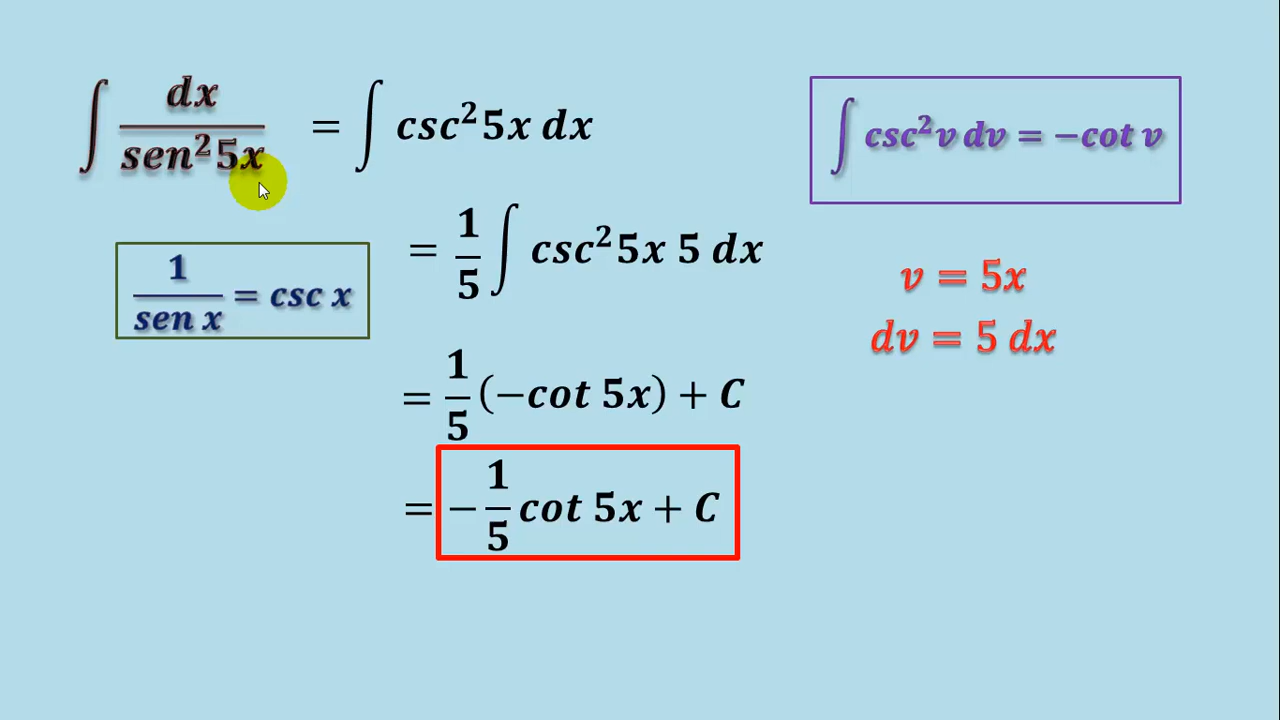 ∫ dx / sen²5x = ∫ csc²5x dx
∫ csc²v dv = −cot v
= 1/5 ∫ csc²5x 5 dx
1/sen x = csc x
v = 5x
dv = 5 dx
= 1/5 (−cot 5x) + C
= −1/5 cot 5x + C